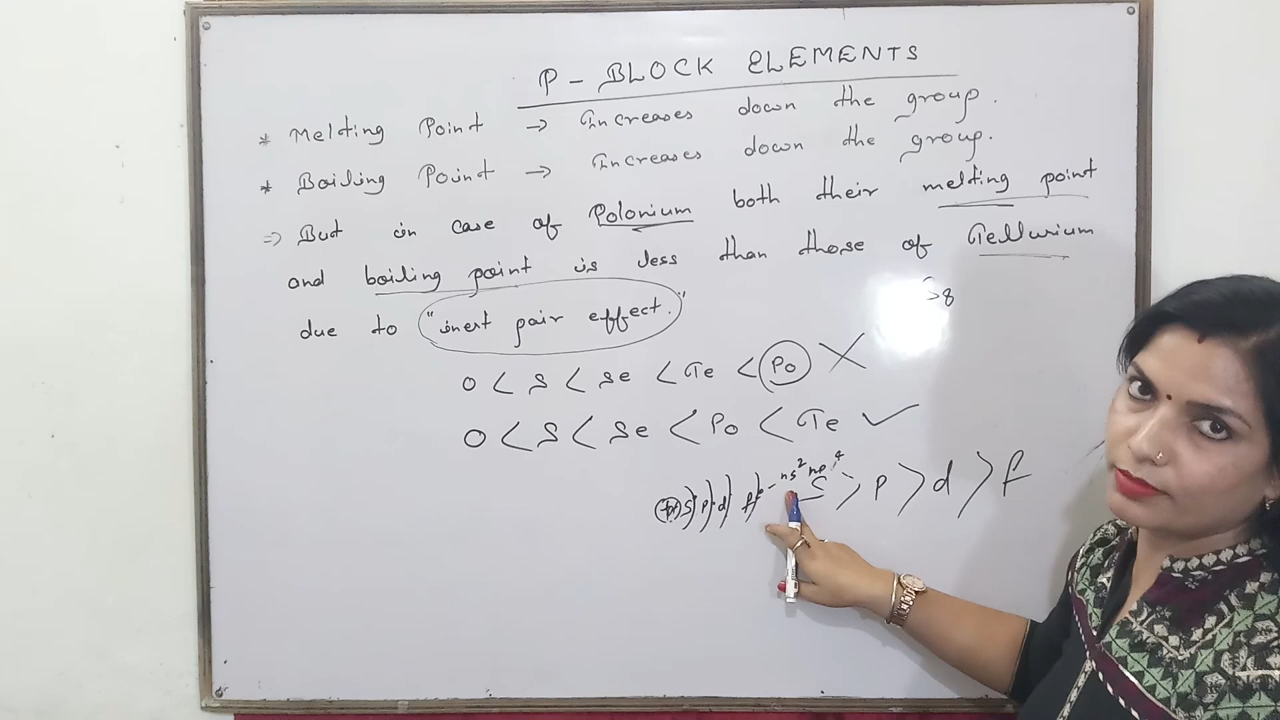 P - BLOCK ELEMENTS
* Melting Point → Increases down the group.
* Boiling Point → Increases down the group.
⇒ But in case of Polonium both their melting point
and boiling point is less than those of Tellurium
due to "inert pair effect."
S8
O < S < Se < Te < Po ✗
O < S < Se < Po < Te ✓
ns² np⁴
S > P > d > f
S) P) d) f)